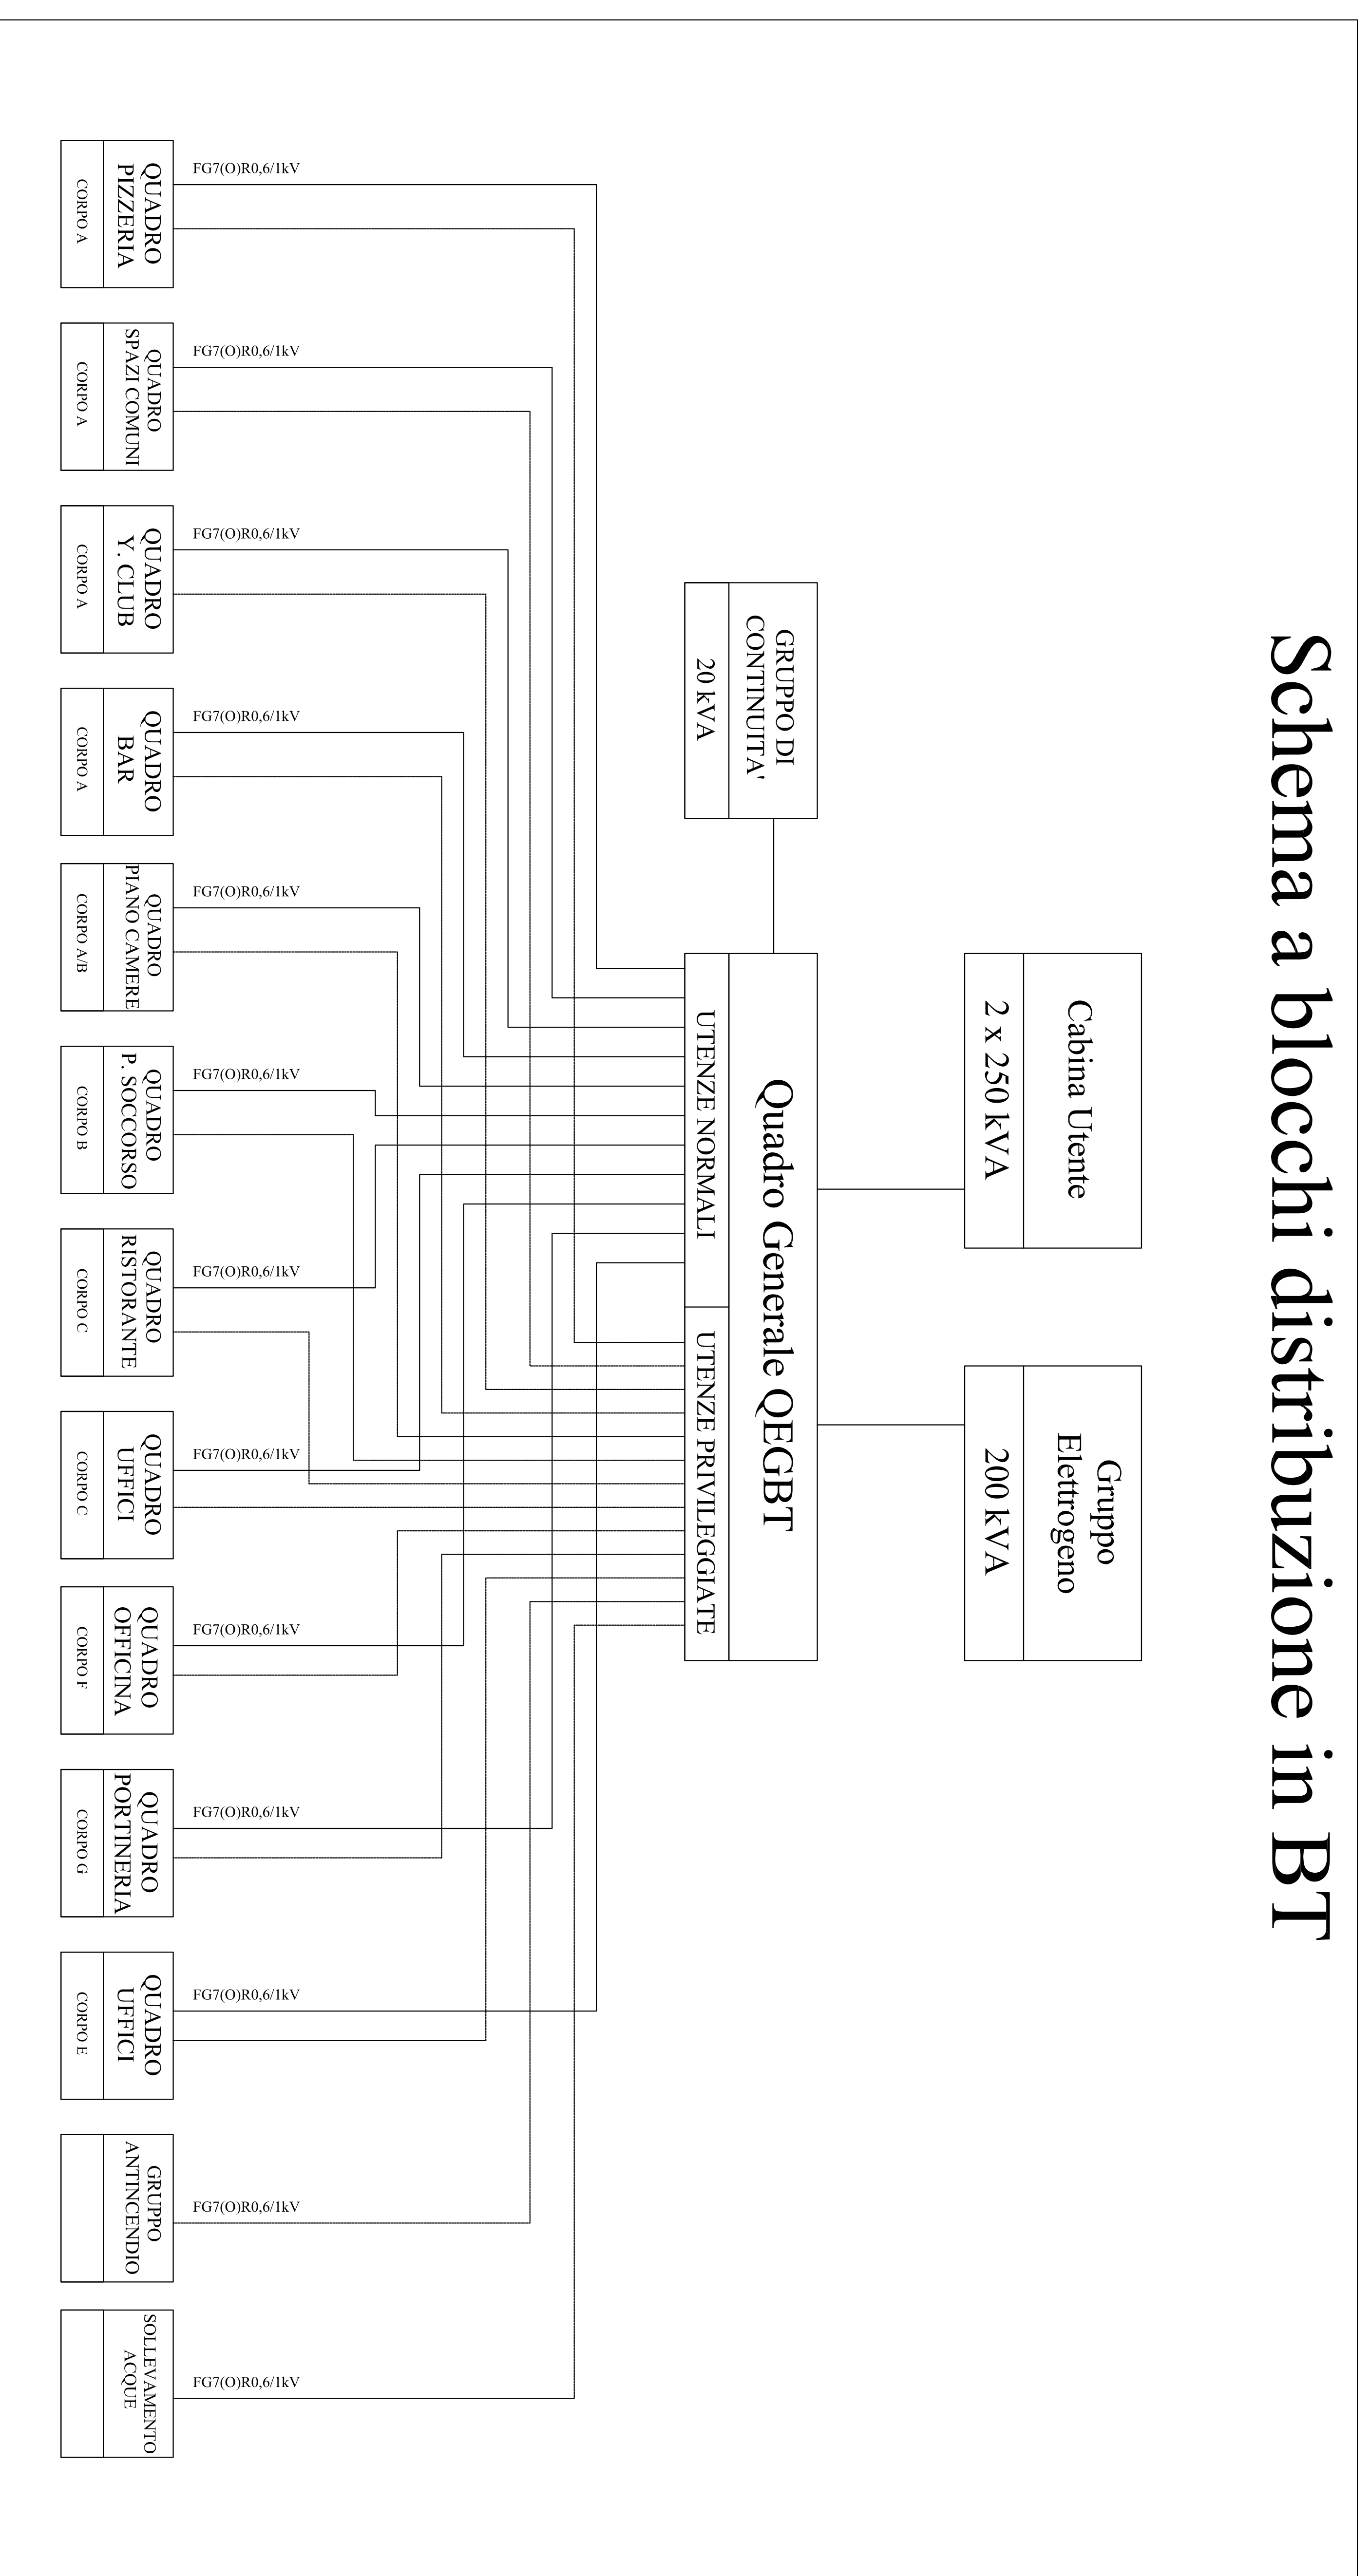 Schema a blocchi distribuzione in BT
Cabina Utente
2 x 250 kVA
Gruppo
Elettrogeno
200 kVA
GRUPPO DI
CONTINUITA'
20 kVA
Quadro Generale QEGBT
UTENZE NORMALI
UTENZE PRIVILEGGIATE
FG7(O)R0,6/1kV
FG7(O)R0,6/1kV
FG7(O)R0,6/1kV
FG7(O)R0,6/1kV
FG7(O)R0,6/1kV
FG7(O)R0,6/1kV
FG7(O)R0,6/1kV
FG7(O)R0,6/1kV
FG7(O)R0,6/1kV
FG7(O)R0,6/1kV
FG7(O)R0,6/1kV
FG7(O)R0,6/1kV
FG7(O)R0,6/1kV
QUADRO
PIZZERIA
CORPO A
QUADRO
SPAZI COMUNI
CORPO A
QUADRO
Y. CLUB
CORPO A
QUADRO
BAR
CORPO A
QUADRO
PIANO CAMERE
CORPO A/B
QUADRO
P. SOCCORSO
CORPO B
QUADRO
RISTORANTE
CORPO C
QUADRO
UFFICI
CORPO C
QUADRO
OFFICINA
CORPO F
QUADRO
PORTINERIA
CORPO G
QUADRO
UFFICI
CORPO E
GRUPPO
ANTINCENDIO
SOLLEVAMENTO
ACQUE